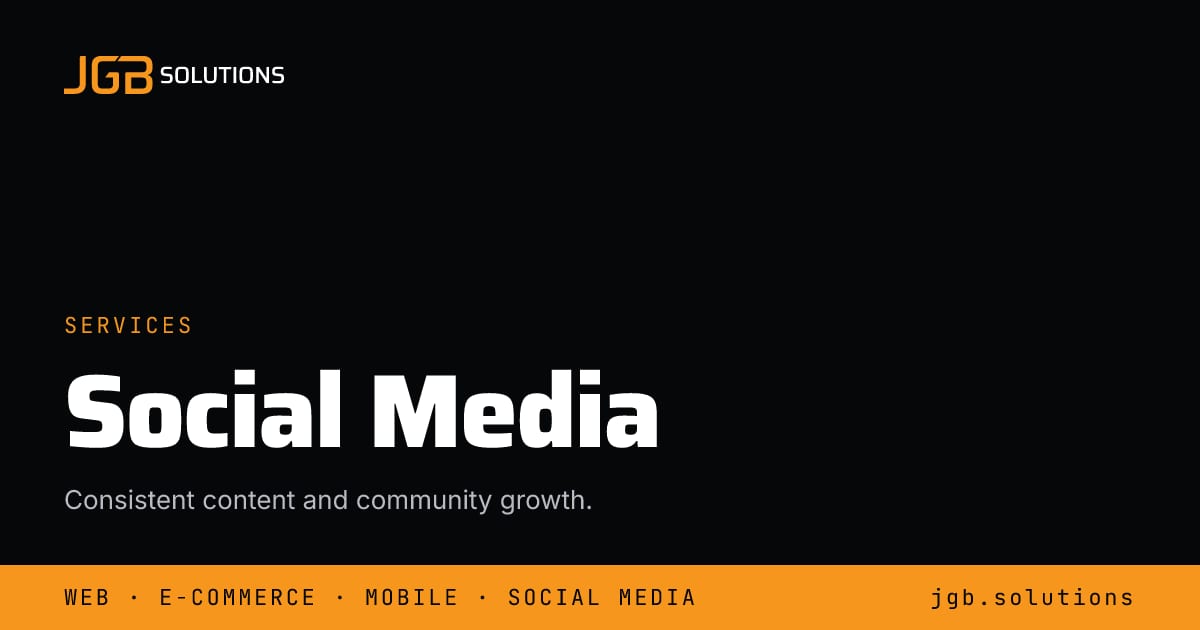 JGB SOLUTIONS
SERVICES
Social Media
Consistent content and community growth.
WEB · E-COMMERCE · MOBILE · SOCIAL MEDIA jgb.solutions